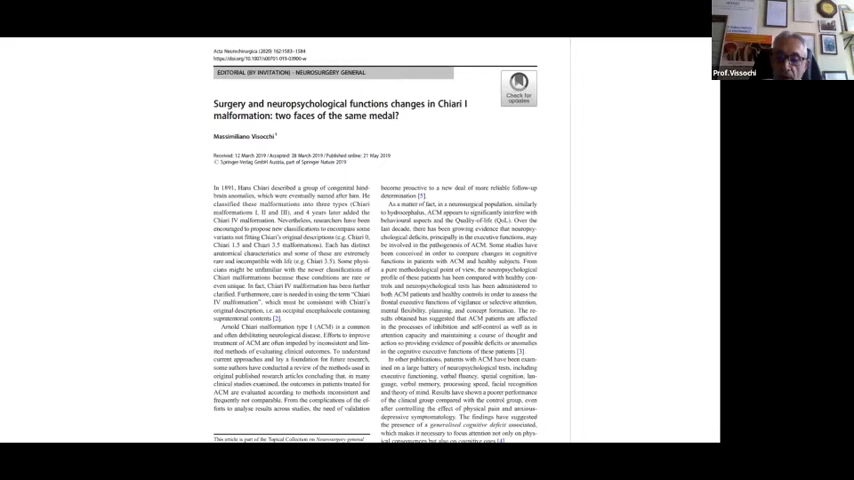 Acta Neurochirurgica (2020) 162:1583–1584
https://doi.org/10.1007/s00701-019-03900-w
EDITORIAL (BY INVITATION) - NEUROSURGERY GENERAL
Check for
updates
Surgery and neuropsychological functions changes in Chiari I
malformation: two faces of the same medal?
Massimiliano Visocchi 1
Received: 12 March 2019 / Accepted: 28 March 2019 / Published online: 21 May 2019
© Springer-Verlag GmbH Austria, part of Springer Nature 2019
In 1891, Hans Chiari described a group of congenital hind-
brain anomalies, which were eventually named after him. He
classified these malformations into three types (Chiari
malformations I, II and III), and 4 years later added the
Chiari IV malformation. Nevertheless, researchers have been
encouraged to propose new classifications to encompass some
variants not fitting Chiari's original descriptions (e.g. Chiari 0,
Chiari 1.5 and Chiari 3.5 malformations). Each has distinct
anatomical characteristics and some of these are extremely
rare and incompatible with life (e.g. Chiari 3.5). Some physi-
cians might be unfamiliar with the newer classifications of
Chiari malformations because these conditions are rare or
even unique. In fact, Chiari IV malformation has been further
clarified. Furthermore, care is needed in using the term "Chiari
IV malformation", which must be consistent with Chiari's
original description, i.e. an occipital encephalocele containing
supratentorial contents [2].
Arnold Chiari malformation type I (ACM) is a common
and often debilitating neurological disease. Efforts to improve
treatment of ACM are often impeded by inconsistent and lim-
ited methods of evaluating clinical outcomes. To understand
current approaches and lay a foundation for future research,
some authors have conducted a review of the methods used in
original published research articles concluding that, in many
clinical studies examined, the outcomes in patients treated for
ACM are evaluated according to methods inconsistent and
frequently not comparable. From the complications of the ef-
forts to analyse results across studies, the need of validation
This article is part of the Topical Collection on Neurosurgery general
become proactive to a new deal of more reliable follow-up
determination [5].
As a matter of fact, in a neurosurgical population, similarly
to hydrocephalus, ACM appears to significantly interfere with
behavioural aspects and the Quality-of-life (QoL). Over the
last decade, there has been growing evidence that neuropsy-
chological deficits, principally in the executive functions, may
be involved in the pathogenesis of ACM. Some studies have
been conceived in order to compare changes in cognitive
functions in patients with ACM and healthy subjects. From
a pure methodological point of view, the neuropsychological
profile of these patients has been compared with healthy con-
trols and neuropsychological tests has been administered to
both ACM patients and healthy controls in order to assess the
frontal executive functions of vigilance or selective attention,
mental flexibility, planning, and concept formation. The re-
sults obtained has suggested that ACM patients are affected
in the processes of inhibition and self-control as well as in
attention capacity and maintaining a course of thought and
action so providing evidence of possible deficits or anomalies
in the cognitive executive functions of these patients [3].
In other publications, patients with ACM have been exam-
ined on a large battery of neuropsychological tests, including
executive functioning, verbal fluency, spatial cognition, lan-
guage, verbal memory, processing speed, facial recognition
and theory of mind. Results have shown a poorer performance
of the clinical group compared with the control group, even
after controlling the effect of physical pain and anxious-
depressive symptomatology. The findings have suggested
the presence of a generalised cognitive deficit associated,
which makes it necessary to focus attention not only on phys-
ical consequences but also on cognitive ones [4].
Prof.Vissochi